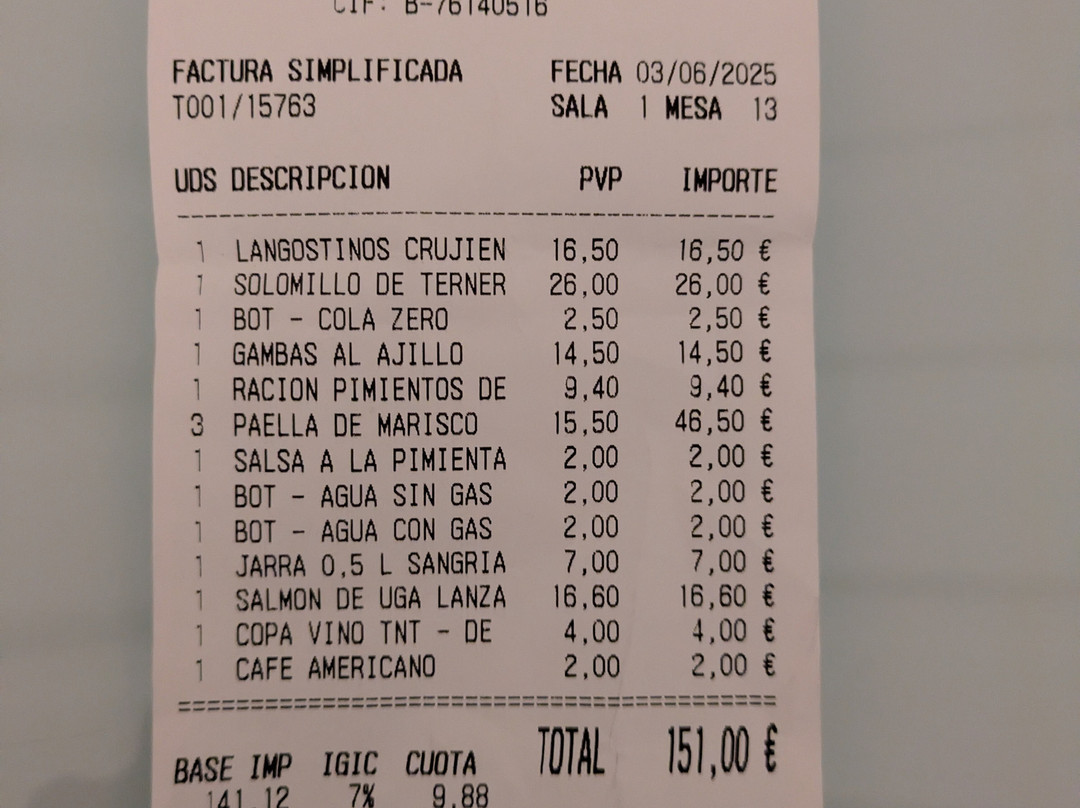 CIF: B-76140516
FACTURA SIMPLIFICADA FECHA 03/06/2025
T001/15763 SALA 1 MESA 13
UDS DESCRIPCION PVP IMPORTE
1 LANGOSTINOS CRUJIEN 16,50 16,50 €
1 SOLOMILLO DE TERNER 26,00 26,00 €
1 BOT - COLA ZERO 2,50 2,50 €
1 GAMBAS AL AJILLO 14,50 14,50 €
1 RACION PIMIENTOS DE 9,40 9,40 €
3 PAELLA DE MARISCO 15,50 46,50 €
1 SALSA A LA PIMIENTA 2,00 2,00 €
1 BOT - AGUA SIN GAS 2,00 2,00 €
1 BOT - AGUA CON GAS 2,00 2,00 €
1 JARRA 0,5 L SANGRIA 7,00 7,00 €
1 SALMON DE UGA LANZA 16,60 16,60 €
1 COPA VINO TNT - DE 4,00 4,00 €
1 CAFE AMERICANO 2,00 2,00 €
TOTAL 151,00 €
BASE IMP IGIC CUOTA
141,12 7% 9,88